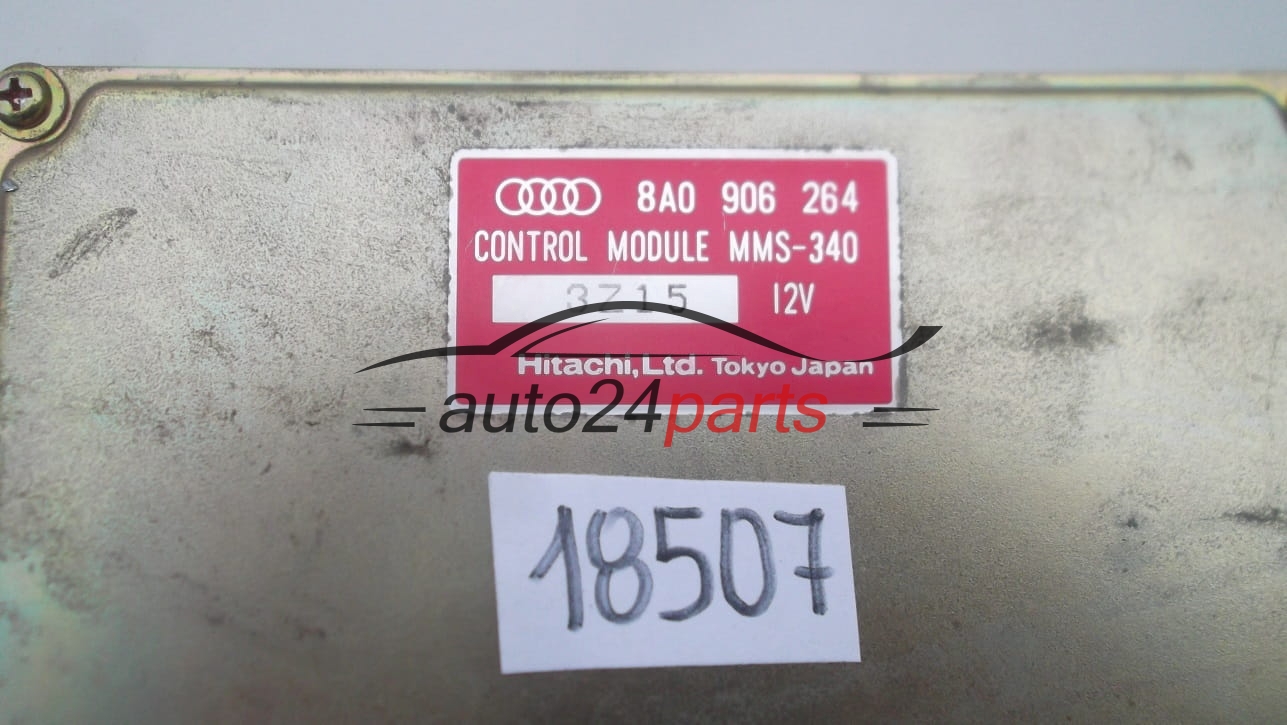 8A0 906 264
CONTROL MODULE MMS-340
3Z15 12V
Hitachi, Ltd. Tokyo Japan
auto24parts
18507